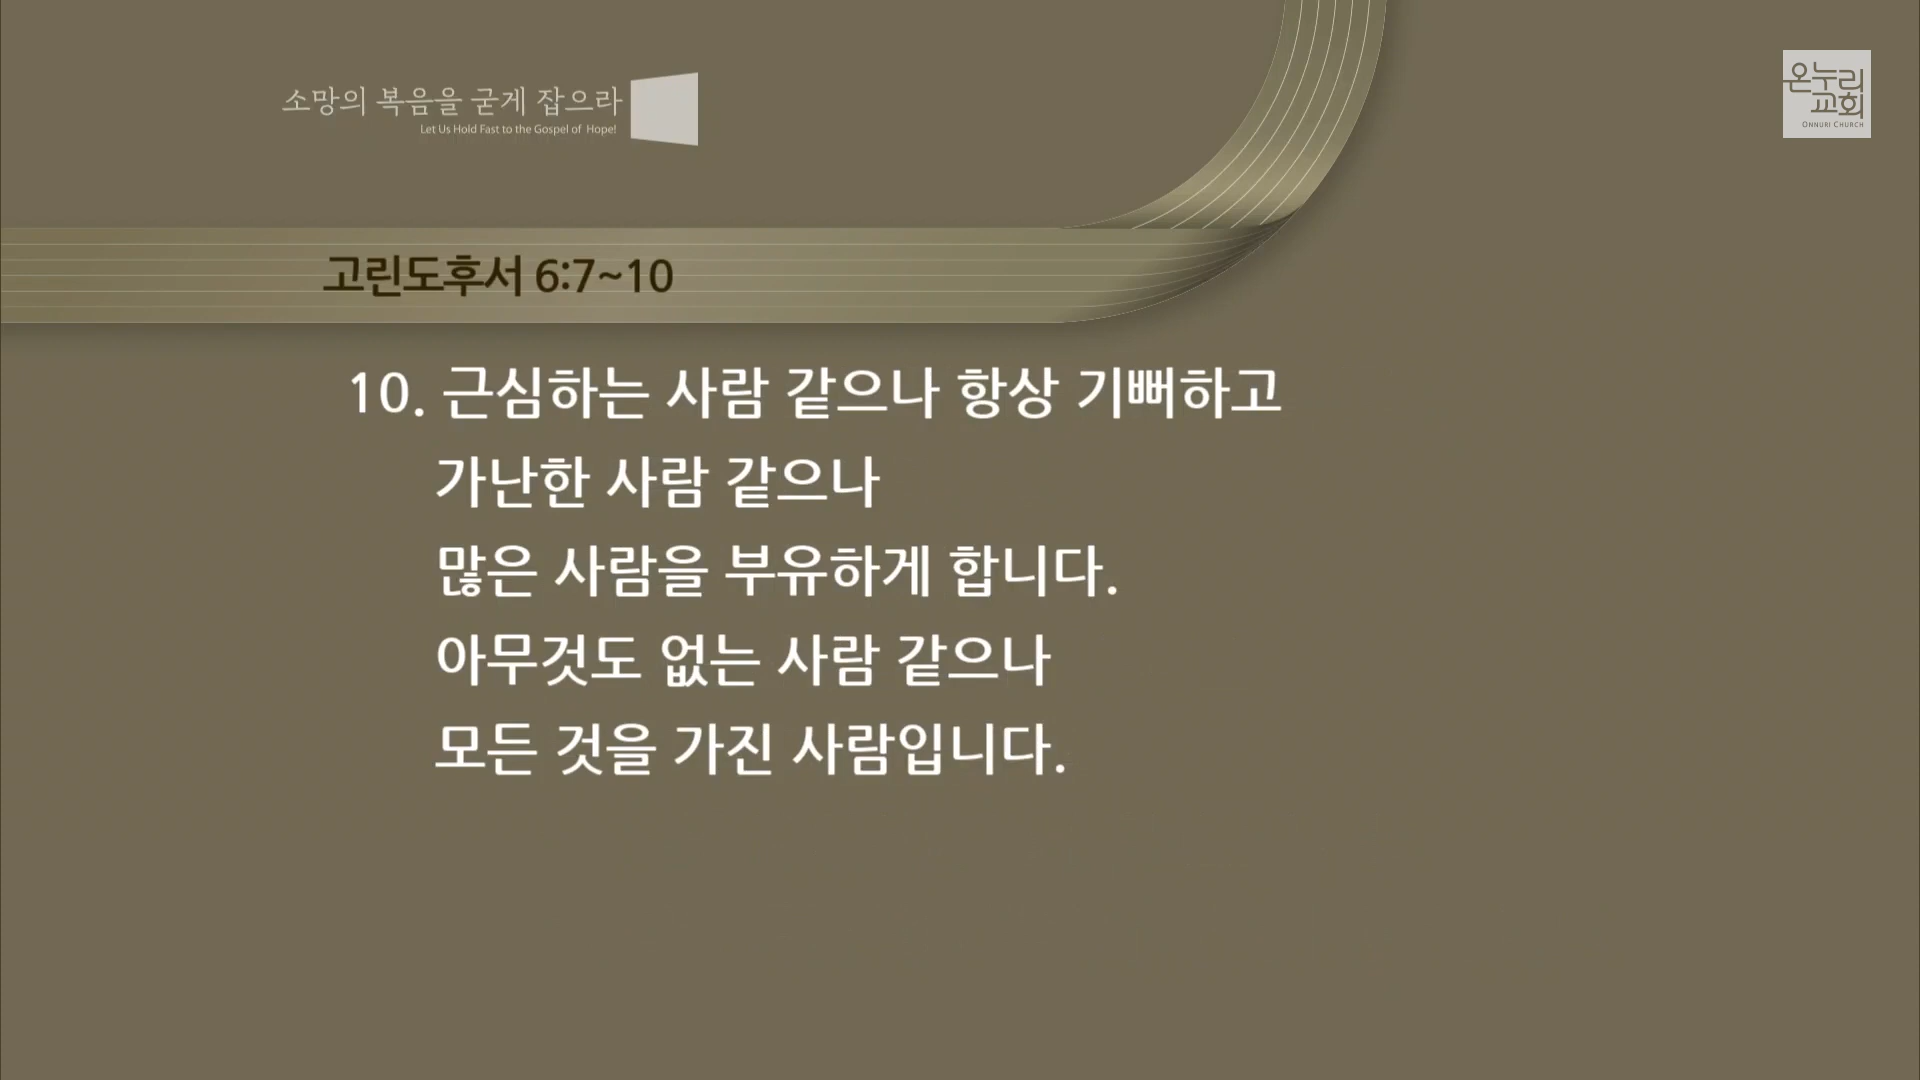 소망의 복음을 굳게 잡으라
Let Us Hold Fast to the Gospel of Hope!
온누리
교회
ONNURI CHURCH
고린도후서 6:7~10
10. 근심하는 사람 같으나 항상 기뻐하고
가난한 사람 같으나
많은 사람을 부유하게 합니다.
아무것도 없는 사람 같으나
모든 것을 가진 사람입니다.